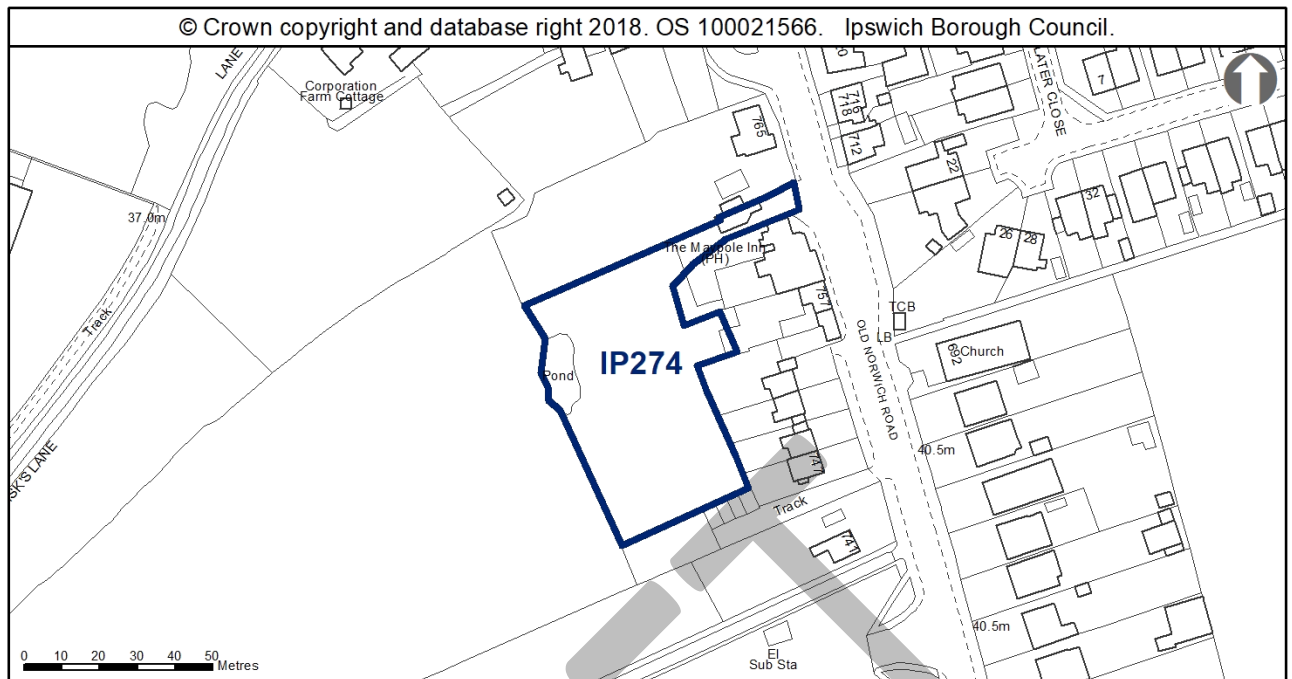 © Crown copyright and database right 2018. OS 100021566. Ipswich Borough Council.
LANE
Corporation
Farm Cottage
765
718
716
712
22
LATER CLOSE
7
32
26
28
37.0m
The Maypole Inn
(PH)
757
TCB
LB
OLD NORWICH ROAD
692
Church
Track
Pond
IP274
SK'S LANE
40.5m
747
Track
741
40.5m
El
Sub Sta
0 10 20 30 40 50
Metres